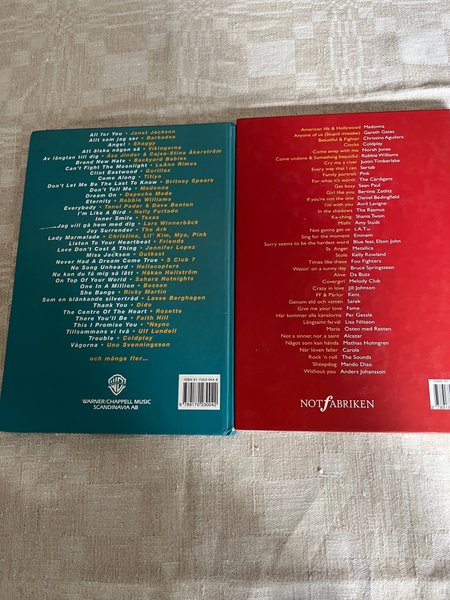 All for You • Janet Jackson
Allt som jag ser • Barbados
Angel • Shaggy
Att älska någon så • Vikingarna
Av längtan till dig • Åsa Jinder & Cajsa-Stina Åkerström
Brand New Hate • Backyard Babies
Can't Fight the Moonlight • LeAnn Rimes
Clint Eastwood • Gorillaz
Come Along • Titiyo
Don't Let Me Be the Last To Know • Britney Spears
Don't Tell Me • Madonna
Dream On • Depeche Mode
Eternity • Robbie Williams
Everybody • Tanel Padar & Dave Benton
I'm Like A Bird • Nelly Furtado
Inner Smile • Texas
Jag vill gå hem med dig • Lars Winnerbäck
Joy Surrender • The Ark
Lady Marmalade • Christina, Lil' Kim, Mya, Pink
Listen To Your Heartbeat • Friends
Love Don't Cost A Thing • Jennifer Lopez
Miss Jackson • Outkast
Never Had A Dream Come True • S Club 7
No Song Unheard • Hellacopters
Nu kan du få mig så lätt • Håkan Hellström
On Top Of Your World • Sahara Hotnights
One In A Million • Bosson
She Bangs • Ricky Martin
Som en blänkande silvertråd • Lasse Berghagen
Thank You • Dido
The Centre Of The Heart • Roxette
There You'll Be • Faith Hill
This I Promise You • *Nsync
Tillsammans vi två • Ulf Lundell
Trouble • Coldplay
Vågorna • Uno Svenningsson
och många fler...
WARNER/CHAPPELL MUSIC
SCANDINAVIA AB
American life & Hollywood Madonna
Anyone of us (Stupid mistake) Gareth Gates
Beautiful & Fighter Christina Aguilera
Clocks Coldplay
Come away with me Norah Jones
Come undone & Something beautiful Robbie Williams
Cry me a river Justin Timberlake
Every way that I can Sertab
Family portrait Pink
For what it's worth The Cardigans
Get busy Sean Paul
Girl like you Bertine Zetlitz
If you're not the one Daniel Bedingfield
I'm with you Avril Lavigne
In the shadows The Rasmus
Ka-ching Shania Twain
Misfit Amy Studt
Not gonna get us t.A.T.u.
Sing for the moment Eminem
Sorry seems to be the hardest word Blue feat. Elton John
St. Anger Metallica
Stole Kelly Rowland
Times like these Foo Fighters
Waitin' on a sunny day Bruce Springsteen
Alive Da Buzz
Covergirl Melody Club
Crazy in love Jill Johnson
FF & Parlor Kent
Genom eld och vatten Sarek
Give me your love Fame
Här kommer alla känslorna Per Gessle
Långsamt farväl Lisa Nilsson
Maria Östen med Resten
Not a sinner, nor a saint Alcazar
Något som kan hända Mathias Holmgren
När löven faller Carola
Rock 'n roll The Sounds
Sheepdog Mando Diao
Without you Anders Johansson
NOTfABRIKEN